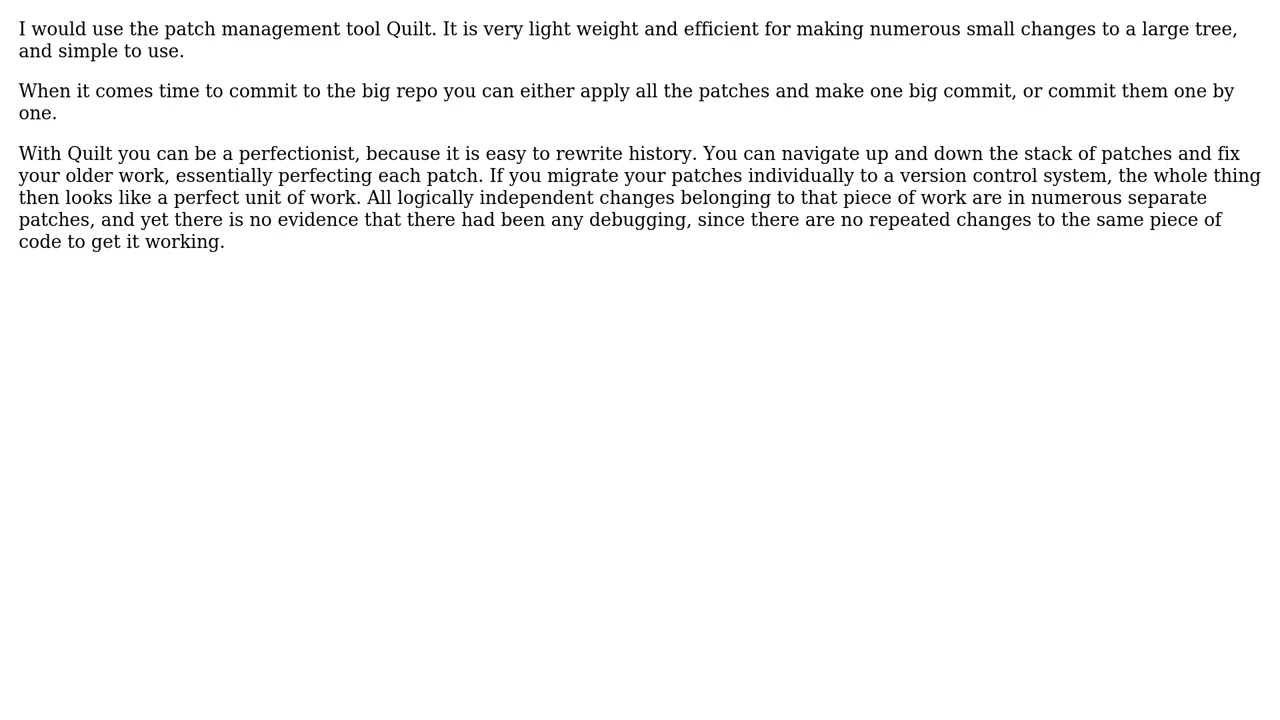 I would use the patch management tool Quilt. It is very light weight and efficient for making numerous small changes to a large tree,
and simple to use.
When it comes time to commit to the big repo you can either apply all the patches and make one big commit, or commit them one by
one.
With Quilt you can be a perfectionist, because it is easy to rewrite history. You can navigate up and down the stack of patches and fix
your older work, essentially perfecting each patch. If you migrate your patches individually to a version control system, the whole thing
then looks like a perfect unit of work. All logically independent changes belonging to that piece of work are in numerous separate
patches, and yet there is no evidence that there had been any debugging, since there are no repeated changes to the same piece of
code to get it working.